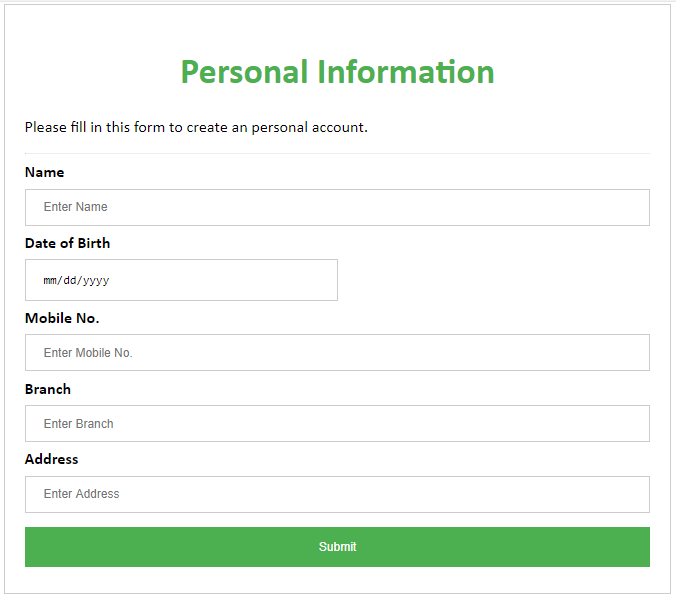 Personal Information
Please fill in this form to create an personal account.
Name
Enter Name
Date of Birth
mm/dd/yyyy
Mobile No.
Enter Mobile No.
Branch
Enter Branch
Address
Enter Address
Submit